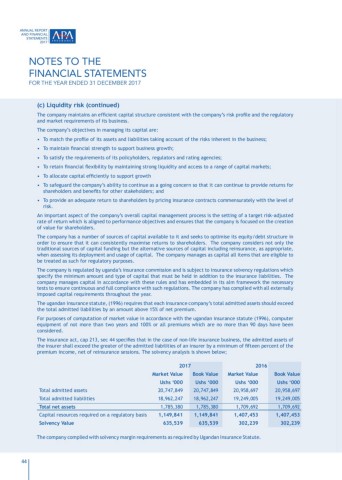 ANNUAL REPORT
AND FINANCIAL
STATEMENTS
2017
APA
NOTES TO THE
FINANCIAL STATEMENTS
FOR THE YEAR ENDED 31 DECEMBER 2017
(c) Liquidity risk (continued)
The company maintains an efficient capital structure consistent with the company's risk profile and the regulatory
and market requirements of its business.
The company's objectives in managing its capital are:
• To match the profile of its assets and liabilities taking account of the risks inherent in the business;
• To maintain financial strength to support business growth;
• To satisfy the requirements of its policyholders, regulators and rating agencies;
• To retain financial flexibility by maintaining strong liquidity and access to a range of capital markets;
• To allocate capital efficiently to support growth
• To safeguard the company's ability to continue as a going concern so that it can continue to provide returns for
shareholders and benefits for other stakeholders; and
• To provide an adequate return to shareholders by pricing insurance contracts commensurately with the level of
risk.
An important aspect of the company's overall capital management process is the setting of a target risk-adjusted
rate of return which is aligned to performance objectives and ensures that the company is focused on the creation
of value for shareholders.
The company has a number of sources of capital available to it and seeks to optimise its equity/debt structure in
order to ensure that it can consistently maximise returns to shareholders. The company considers not only the
traditional sources of capital funding but the alternative sources of capital including reinsurance, as appropriate,
when assessing its deployment and usage of capital. The company manages as capital all items that are eligible to
be treated as such for regulatory purposes.
The company is regulated by uganda's insurance commission and is subject to insurance solvency regulations which
specify the minimum amount and type of capital that must be held in addition to the insurance liabilities. The
company manages capital in accordance with these rules and has embedded in its alm framework the necessary
tests to ensure continuous and full compliance with such regulations. The company has complied with all externally
imposed capital requirements throughout the year.
The ugandan insurance statute, (1996) requires that each insurance company's total admitted assets should exceed
the total admitted liabilities by an amount above 15% of net premium.
For purposes of computation of market value in accordance with the ugandan insurance statute (1996), computer
equipment of not more than two years and 100% or all premiums which are no more than 90 days have been
considered.
The insurance act, cap 213, sec 44 specifies that in the case of non-life insurance business, the admitted assets of
the insurer shall exceed the greater of the admitted liabilities of an insurer by a minimum of fifteen percent of the
premium income, net of reinsurance sessions. The solvency analysis is shown below;
2017 2016
Market Value Book Value Market Value Book Value
Ushs '000 Ushs '000 Ushs '000 Ushs '000
Total admitted assets 20,747,849 20,747,849 20,958,697 20,958,697
Total admitted liabilities 18,962,247 18,962,247 19,249,005 19,249,005
Total net assets 1,785,380 1,785,380 1,709,692 1,709,692
Capital resources required on a regulatory basis 1,149,841 1,149,841 1,407,453 1,407,453
Solvency Value 635,539 635,539 302,239 302,239
The company complied with solvency margin requirements as required by Ugandan Insurance Statute.
44